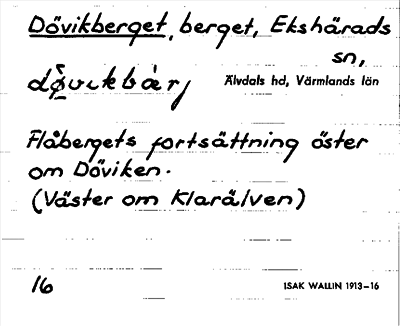 Dövikberget, berget, Ekshärads
sn,
Älvdals hd, Värmlands län
Flåbergets fortsättning öster
om Döviken.
(Väster om Klarälven)
16 ISAK WALLIN 1913–16